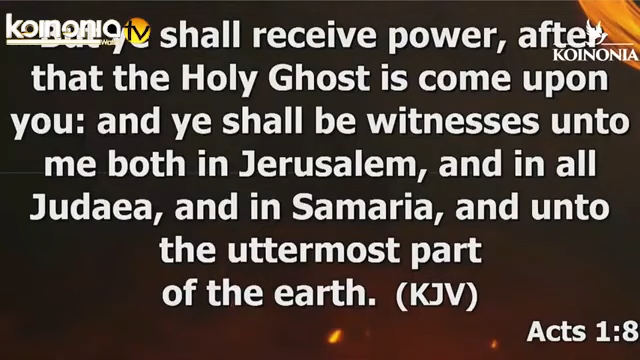 koinonia tv
KOINONIA
But ye shall receive power, after
that the Holy Ghost is come upon
you: and ye shall be witnesses unto
me both in Jerusalem, and in all
Judaea, and in Samaria, and unto
the uttermost part
of the earth. (KJV)
Acts 1:8